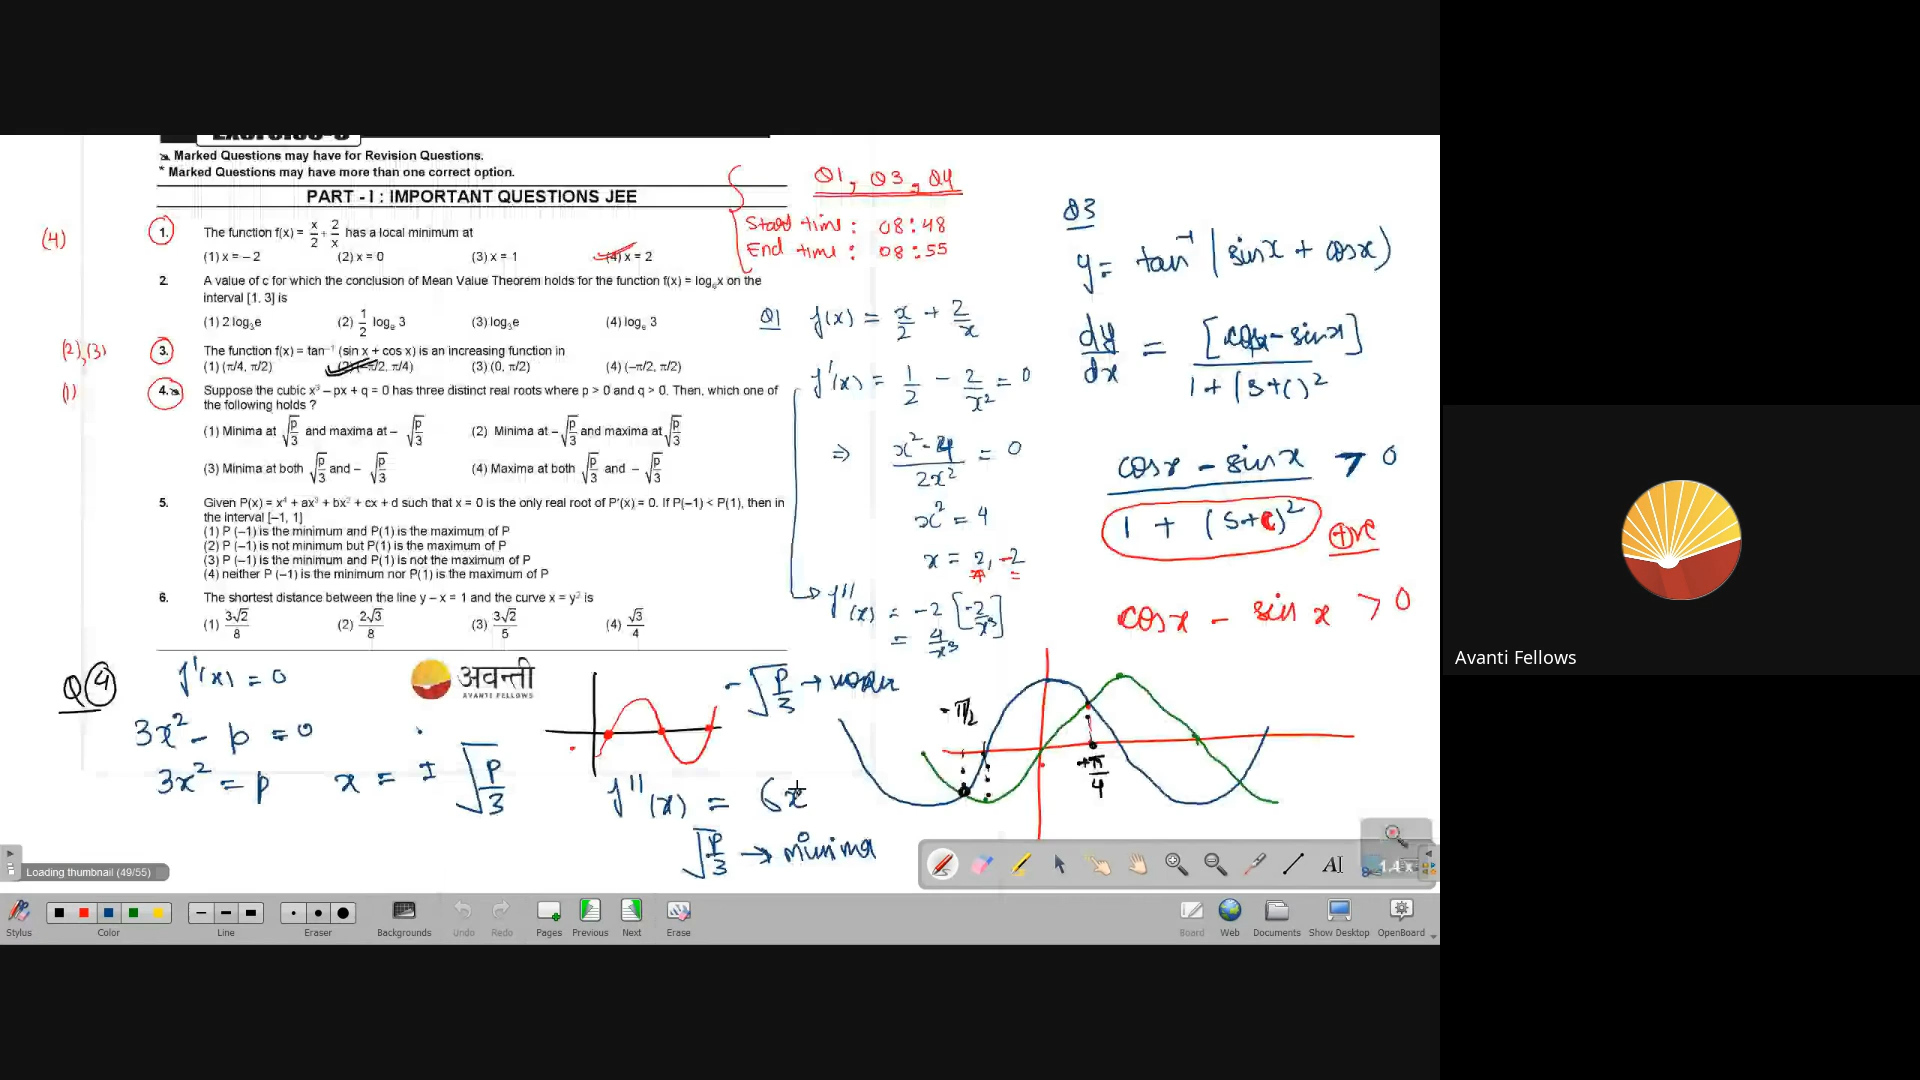 * Marked Questions may have for Revision Questions.
* Marked Questions may have more than one correct option.
PART - I : IMPORTANT QUESTIONS JEE
(4)
1. The function f(x) = x/2 + 2/x has a local minimum at
(1) x = – 2 (2) x = 0 (3) x = 1 (4) x = 2
2. A value of c for which the conclusion of Mean Value Theorem holds for the function f(x) = logₑx on the
interval [1, 3] is
(1) 2 log₃e (2) 1/2 logₑ 3 (3) log₃e (4) logₑ 3
(2),(3)
3. The function f(x) = tan⁻¹ (sin x + cos x) is an increasing function in
(1) (π/4, π/2) (2) (–π/2, π/4) (3) (0, π/2) (4) (–π/2, π/2)
(1)
4. Suppose the cubic x³ – px + q = 0 has three distinct real roots where p > 0 and q > 0. Then, which one of
the following holds ?
(1) Minima at √(p/3) and maxima at – √(p/3) (2) Minima at –√(p/3) and maxima at √(p/3)
(3) Minima at both √(p/3) and – √(p/3) (4) Maxima at both √(p/3) and – √(p/3)
5. Given P(x) = x⁴ + ax³ + bx² + cx + d such that x = 0 is the only real root of P'(x) = 0. If P(–1) < P(1), then in
the interval [–1, 1]
(1) P (–1) is the minimum and P(1) is the maximum of P
(2) P (–1) is not minimum but P(1) is the maximum of P
(3) P (–1) is the minimum and P(1) is not the maximum of P
(4) neither P (–1) is the minimum nor P(1) is the maximum of P
6. The shortest distance between the line y – x = 1 and the curve x = y² is
(1) 3√2/8 (2) 2√3/8 (3) 3√2/5 (4) √3/4
Q1, Q3, Q4
Start time : 08:48
End time : 08:55
Q1 f(x) = x/2 + 2/x
f'(x) = 1/2 - 2/x² = 0
⇒ x² - 4 / 2x² = 0
x² = 4
x = 2, -2
f''(x) = -2 [-2/x³]
= 4/x³
Q3
y = tan⁻¹ (sinx + cosx)
dy/dx = [cosx - sinx] / 1 + (S+C)²
cosx - sinx > 0
1 + (S+C)² +ve
cosx - sin x > 0
Q4 f'(x) = 0
3x² - p = 0
3x² = p x = ± √(p/3)
अवन्ती
AVANTI FELLOWS
-√(p/3) →
f''(x) = 6x
√(p/3) → minima
-π/2
+π/4
Loading thumbnail (49/55)
AI
1.4 x
Stylus
Color
Line
Eraser
Backgrounds
Undo
Redo
Pages
Previous
Next
Erase
Board
Web
Documents
Show Desktop
OpenBoard
Avanti Fellows